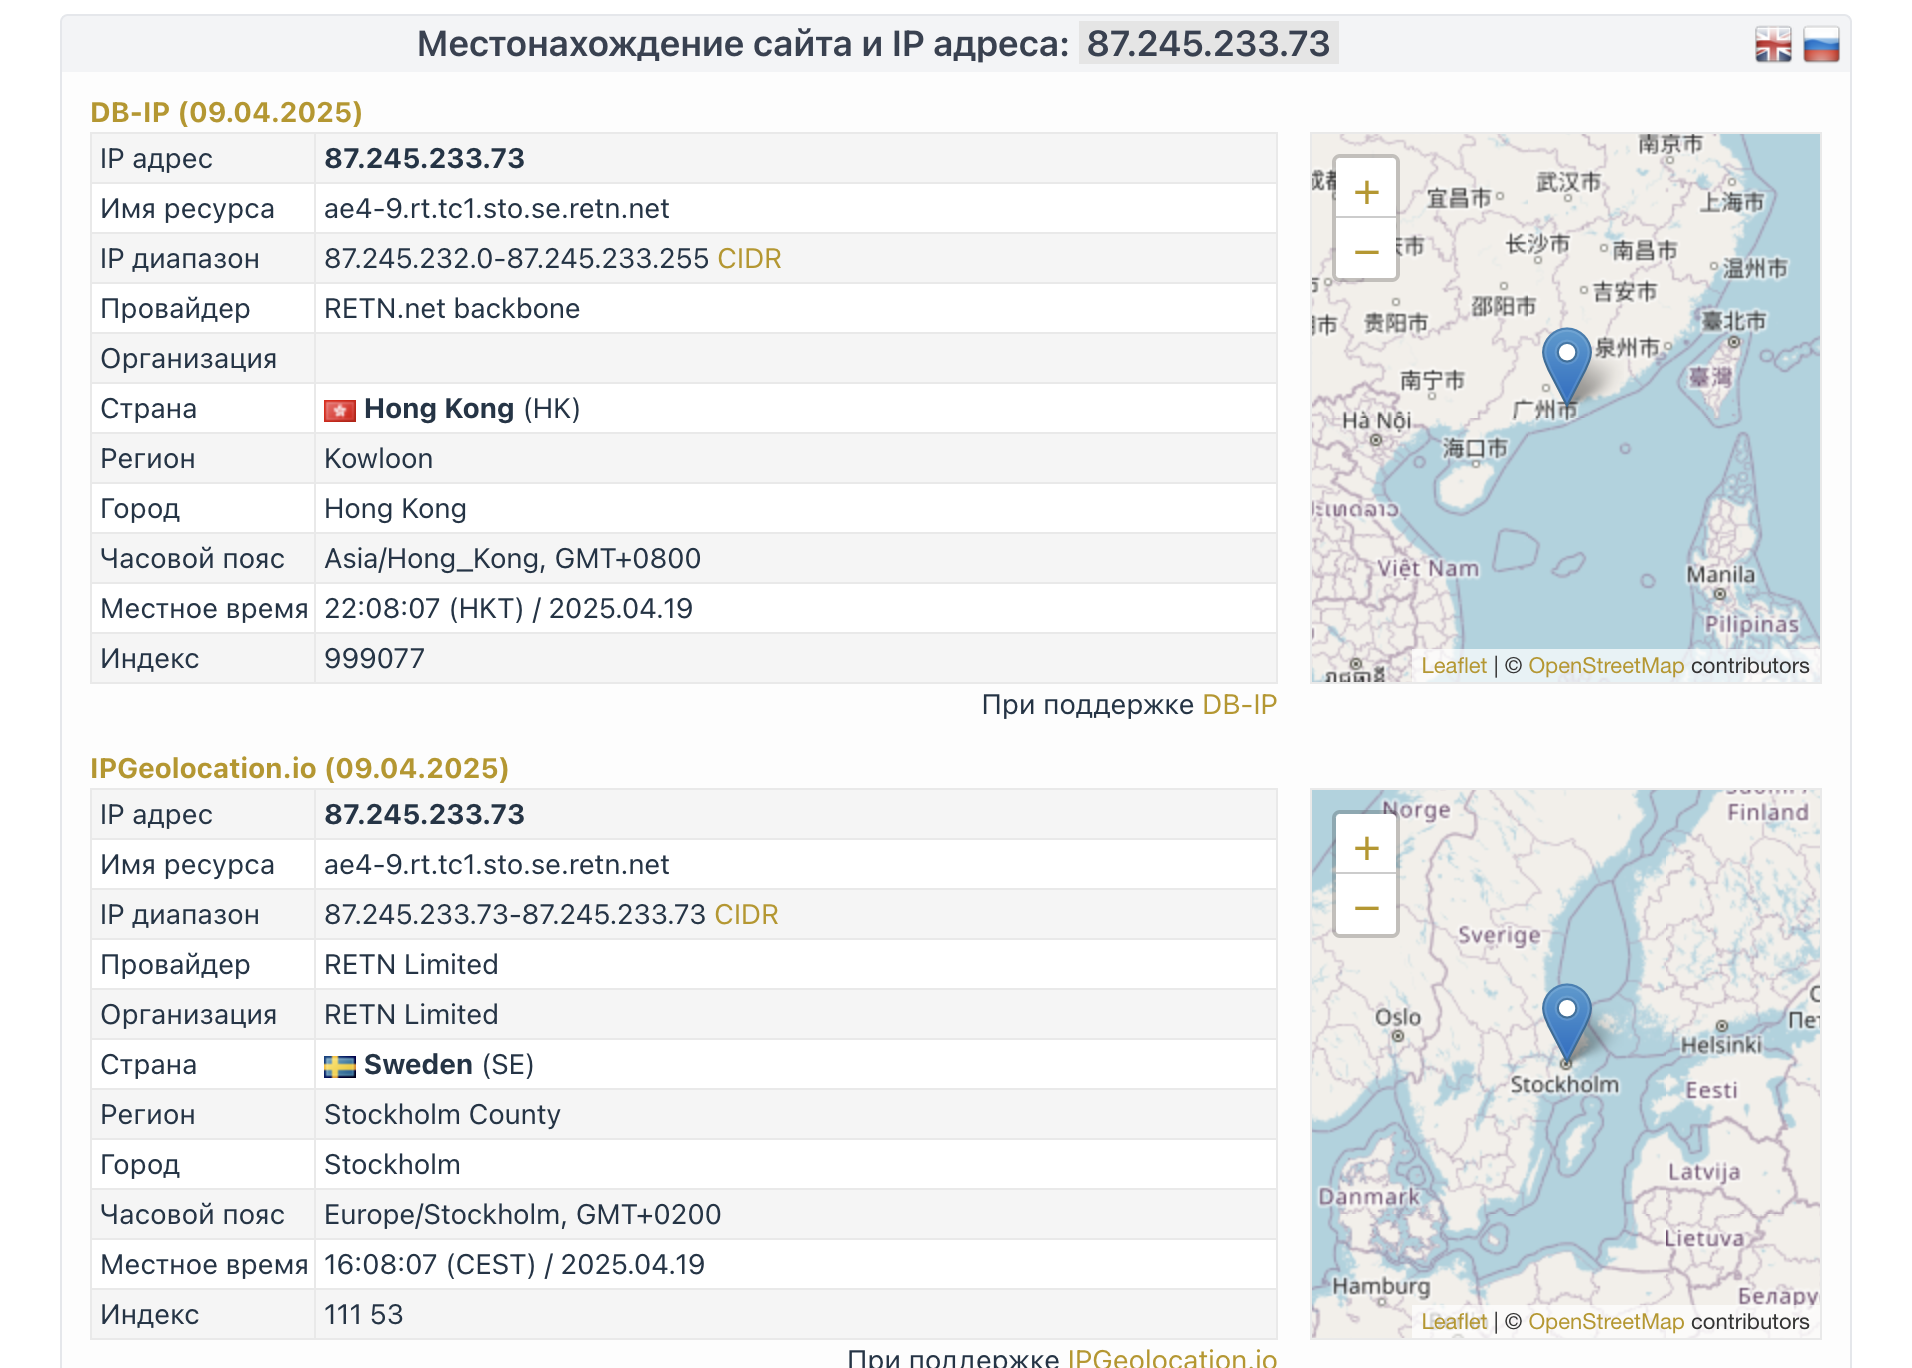 Местонахождение сайта и IP адреса: 87.245.233.73
DB-IP (09.04.2025)
IP адрес 87.245.233.73
Имя ресурса ae4-9.rt.tc1.sto.se.retn.net
IP диапазон 87.245.232.0-87.245.233.255 CIDR
Провайдер RETN.net backbone
Организация
Страна Hong Kong (HK)
Регион Kowloon
Город Hong Kong
Часовой пояс Asia/Hong_Kong, GMT+0800
Местное время 22:08:07 (HKT) / 2025.04.19
Индекс 999077
南京市
宜昌市
武汉市
上海市
长沙市
南昌市
温州市
吉安市
邵阳市
贵阳市
臺北市
泉州市
臺灣
南宁市
广州市
Hà Nội
海口市
Việt Nam
Manila
Pilipinas
+
−
Leaflet | © OpenStreetMap contributors
При поддержке DB-IP
IPGeolocation.io (09.04.2025)
IP адрес 87.245.233.73
Имя ресурса ae4-9.rt.tc1.sto.se.retn.net
IP диапазон 87.245.233.73-87.245.233.73 CIDR
Провайдер RETN Limited
Организация RETN Limited
Страна Sweden (SE)
Регион Stockholm County
Город Stockholm
Часовой пояс Europe/Stockholm, GMT+0200
Местное время 16:08:07 (CEST) / 2025.04.19
Индекс 111 53
Norge
Finland
+
−
Sverige
Oslo
Helsinki
Stockholm
Eesti
Latvija
Danmark
Lietuva
Hamburg
Leaflet | © OpenStreetMap contributors
При поддержке IPGeolocation.io